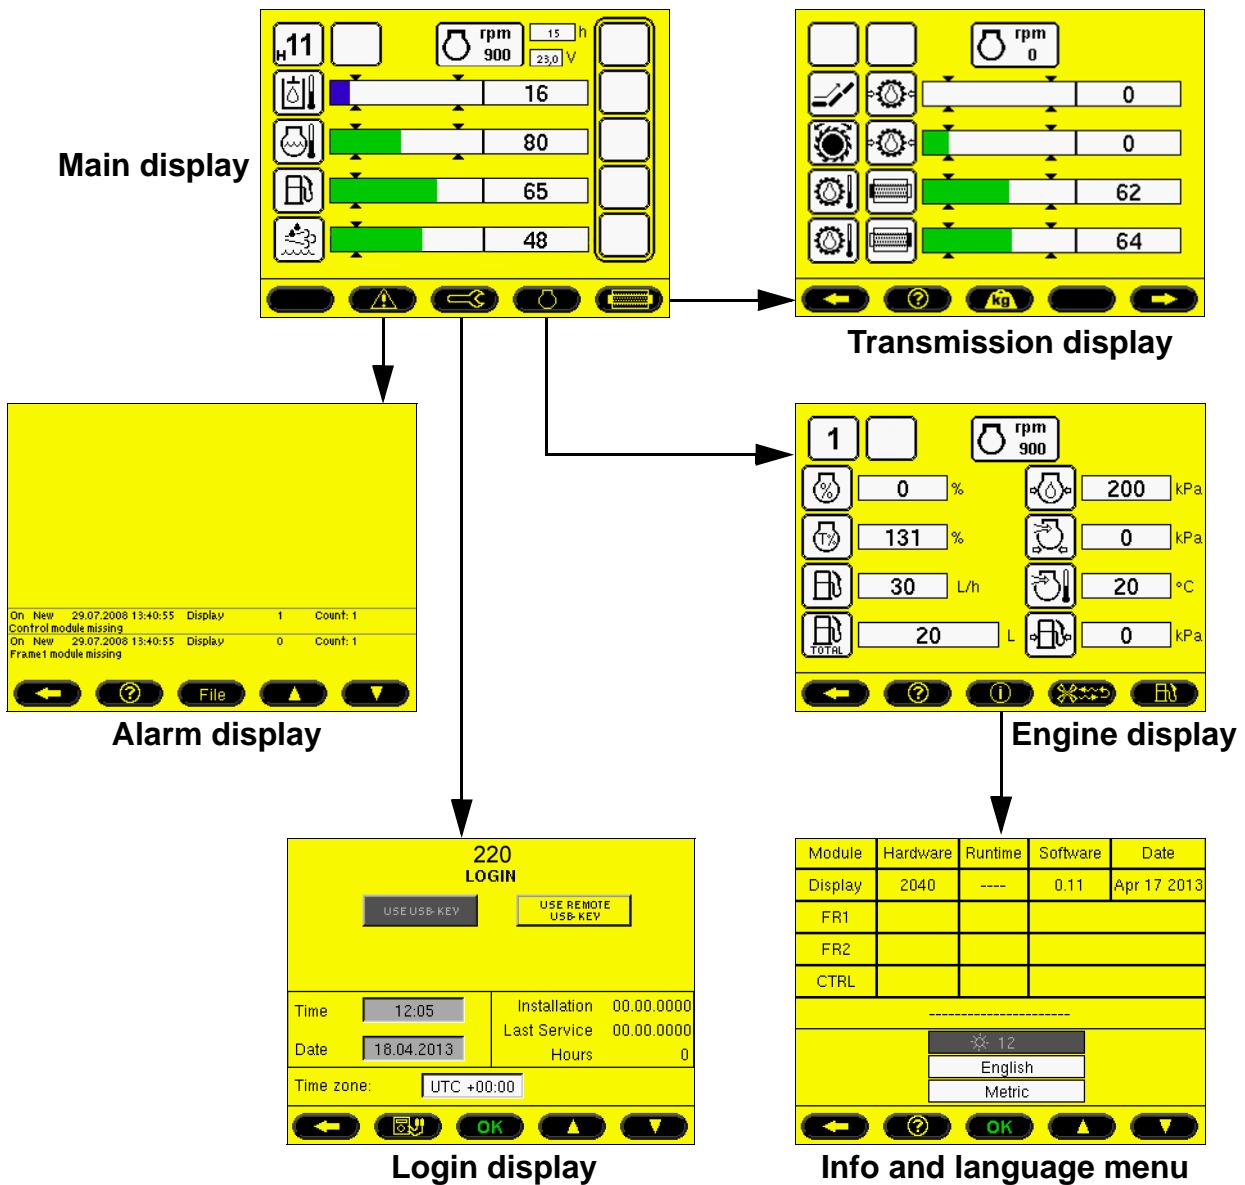 H11
rpm
900
15 h
23,0 V
16
80
65
48
Main display
rpm
0
0
0
62
64
kg
Transmission display
On New 29.07.2008 13:40:55 Display 1 Count: 1
Control module missing
On New 29.07.2008 13:40:55 Display 0 Count: 1
Frame1 module missing
? File
Alarm display
1
rpm
900
% 0 %
200 kPa
T% 131 %
0 kPa
30 L/h
20 °C
TOTAL 20 L
0 kPa
? i
Engine display
220
LOGIN
USE USB-KEY
USE REMOTE
USB-KEY
Time 12:05
Date 18.04.2013
Installation 00.00.0000
Last Service 00.00.0000
Hours 0
Time zone: UTC +00:00
OK
Login display
Module Hardware Runtime Software Date
Display 2040 ---- 0.11 Apr 17 2013
FR1
FR2
CTRL
---------------------
12
English
Metric
? OK
Info and language menu